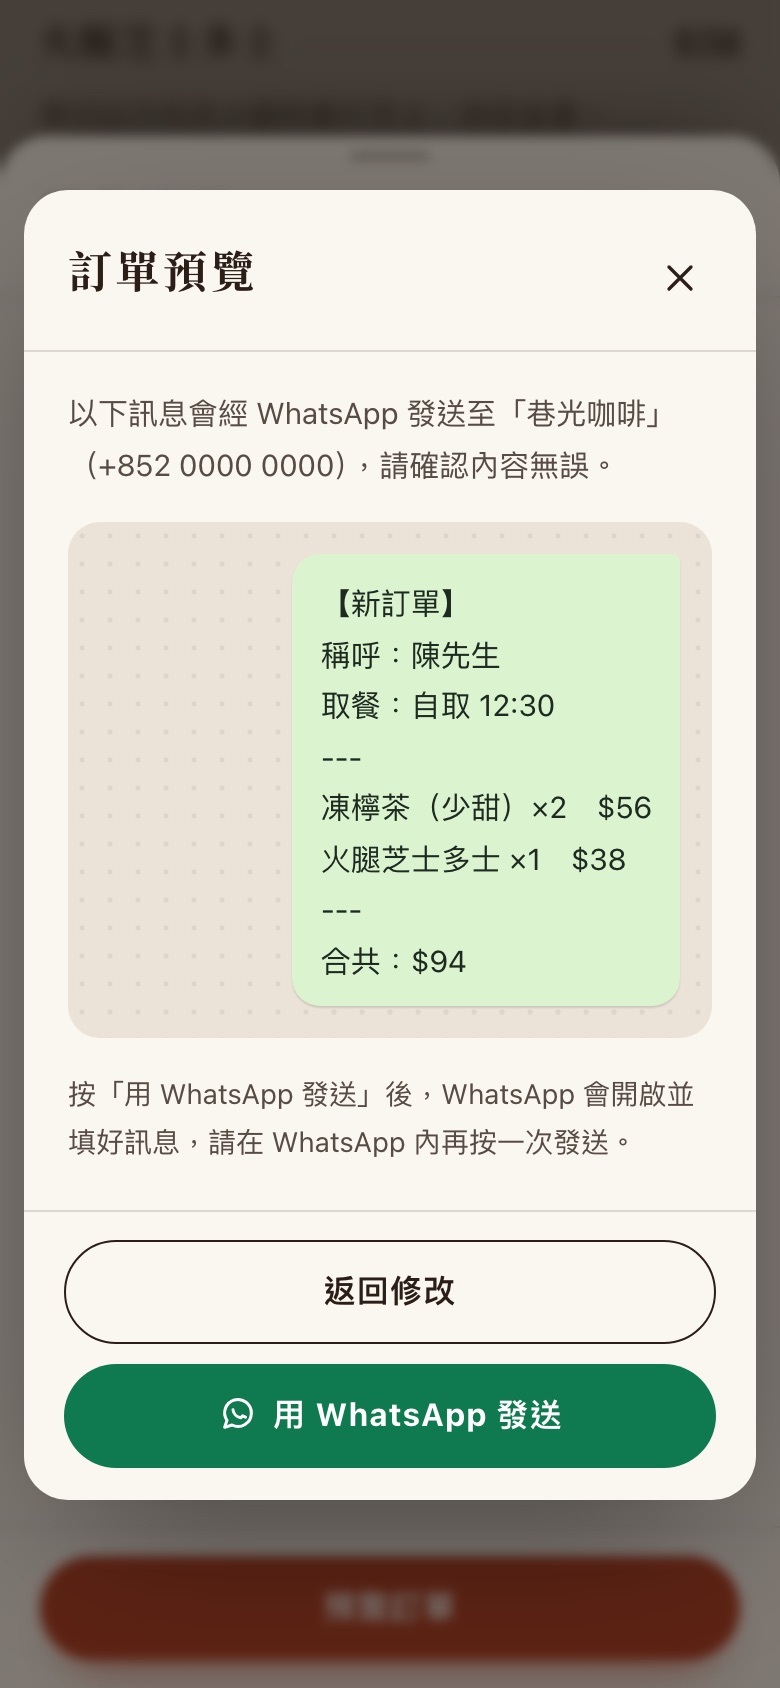 訂單預覽
以下訊息會經 WhatsApp 發送至「巷光咖啡」
（+852 0000 0000），請確認內容無誤。
【新訂單】
稱呼：陳先生
取餐：自取 12:30
---
凍檸茶（少甜）×2　$56
火腿芝士多士 ×1　$38
---
合共：$94
按「用 WhatsApp 發送」後，WhatsApp 會開啟並
填好訊息，請在 WhatsApp 內再按一次發送。
返回修改
用 WhatsApp 發送